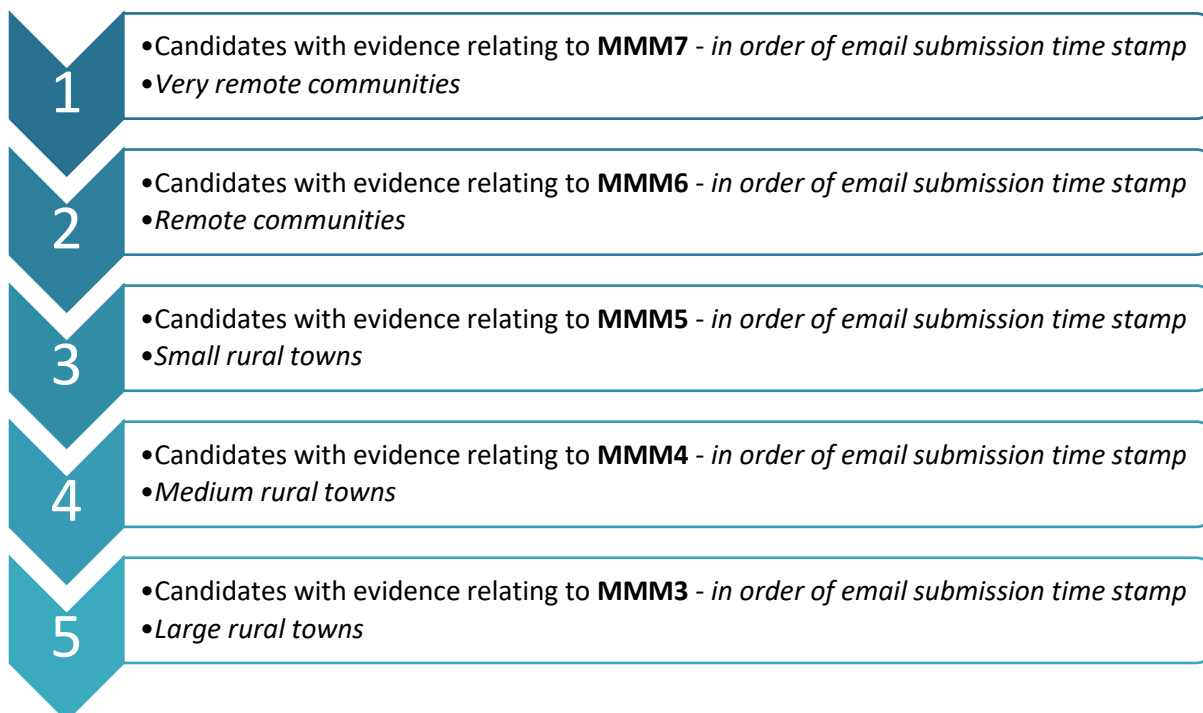 1
•Candidates with evidence relating to MMM7 - in order of email submission time stamp
•Very remote communities
2
•Candidates with evidence relating to MMM6 - in order of email submission time stamp
•Remote communities
3
•Candidates with evidence relating to MMM5 - in order of email submission time stamp
•Small rural towns
4
•Candidates with evidence relating to MMM4 - in order of email submission time stamp
•Medium rural towns
5
•Candidates with evidence relating to MMM3 - in order of email submission time stamp
•Large rural towns